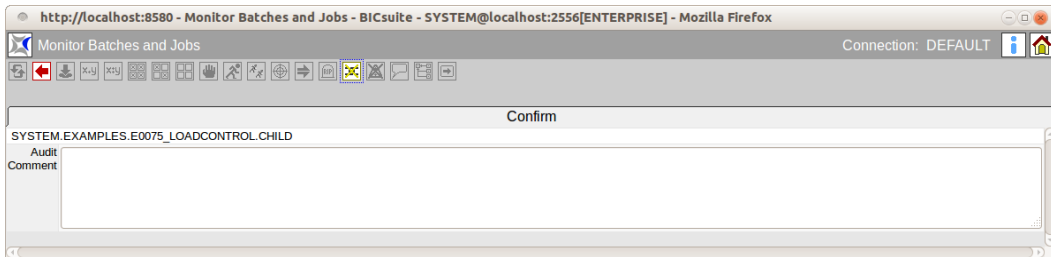 http://localhost:8580 - Monitor Batches and Jobs - BICsuite - SYSTEM@localhost:2556[ENTERPRISE] - Mozilla Firefox
Monitor Batches and Jobs Connection: DEFAULT
x.y x:y BP
Confirm
SYSTEM.EXAMPLES.E0075_LOADCONTROL.CHILD
Audit
Comment